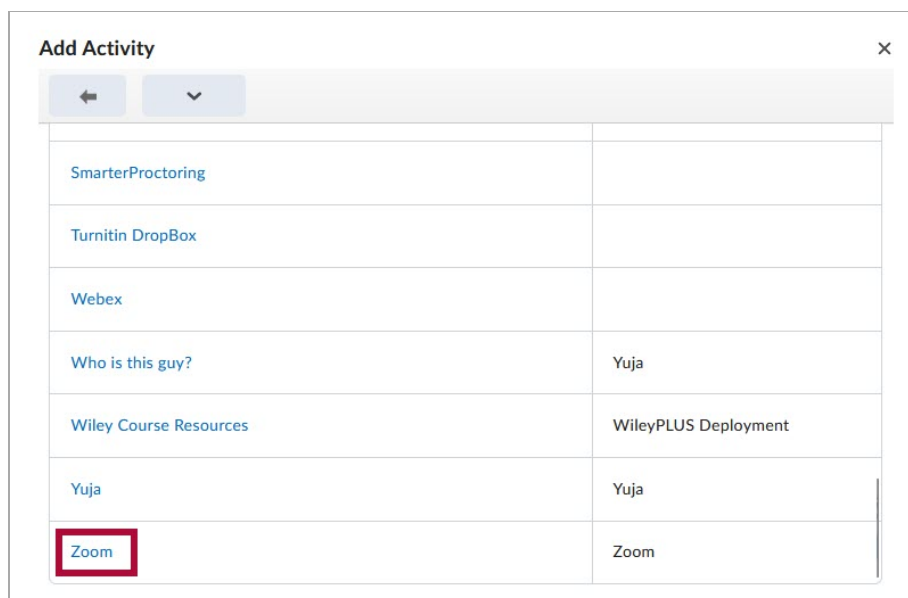 Add Activity
SmarterProctoring
Turnitin DropBox
Webex
Who is this guy? Yuja
Wiley Course Resources WileyPLUS Deployment
Yuja Yuja
Zoom Zoom